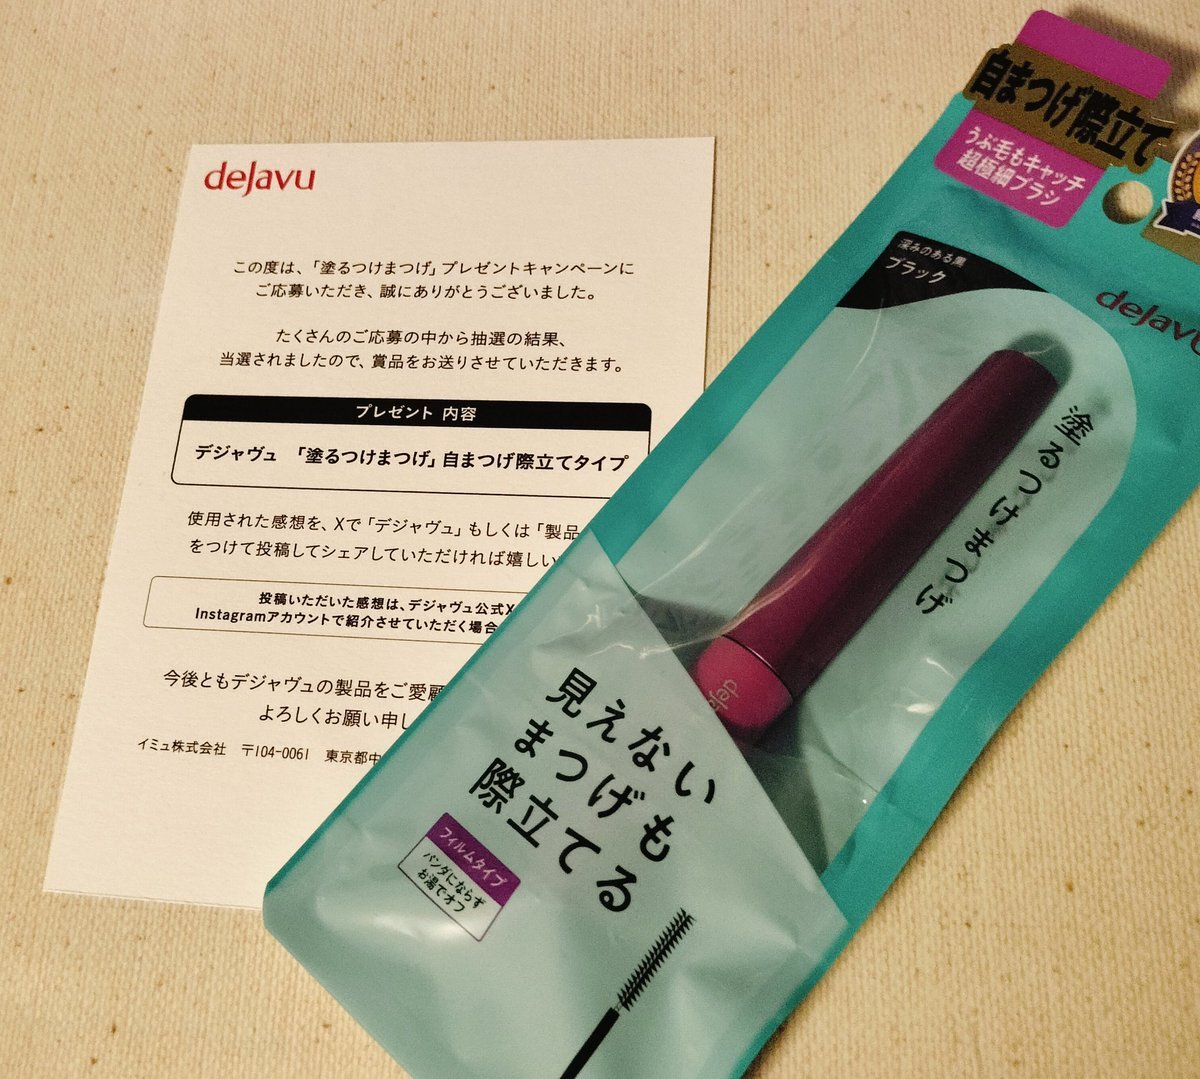 dejavu
この度は、「塗るつけまつげ」プレゼントキャンペーンに
ご応募いただき、誠にありがとうございました。
たくさんのご応募の中から抽選の結果、
当選されましたので、賞品をお送りさせていただきます。
プレゼント 内容
デジャヴュ 「塗るつけまつげ」自まつげ際立てタイプ
使用された感想を、Xで「デジャヴュ」もしくは「製品
をつけて投稿してシェアしていただければ嬉しい
投稿いただいた感想は、デジャヴュ公式X
Instagramアカウントで紹介させていただく場合
今後ともデジャヴュの製品をご愛顧
よろしくお願い申し
イミュ株式会社 〒104-0061 東京都中
自まつげ際立て
うぶ毛もキャッチ
超極細ブラシ
深みのある黒
ブラック
dejavu
塗るつけまつげ
deja
見えない
まつげも
際立てる
フィルムタイプ
パンダにならず
お湯でオフ